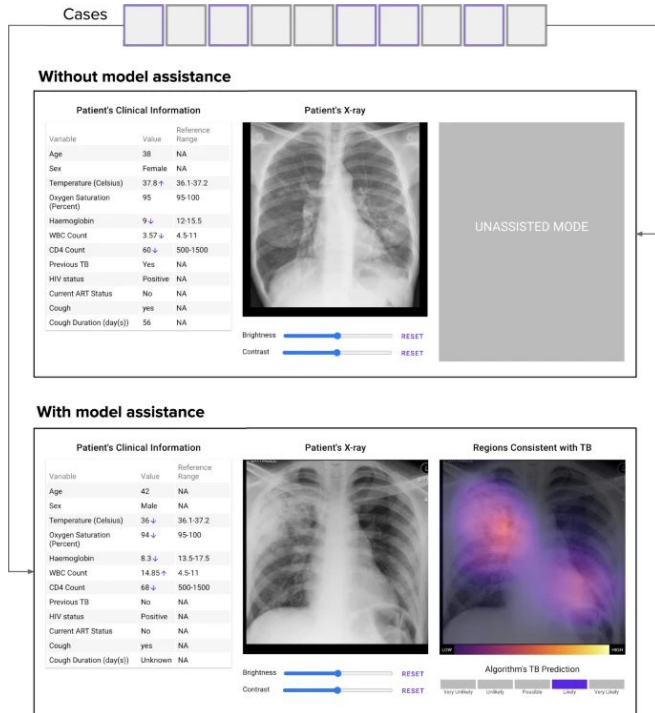 Cases
Without model assistance
Patient's Clinical Information
Patient's X-ray
Variable Value Reference Range
Age 38 NA
Sex Female NA
Temperature (Celsius) 37.8 ↑ 36.1-37.2
Oxygen Saturation (Percent) 95 95-100
Haemoglobin 9 ↓ 12-15.5
WBC Count 3.57 ↓ 4.5-11
CD4 Count 60 ↓ 500-1500
Previous TB Yes NA
HIV status Positive NA
Current ART Status No NA
Cough yes NA
Cough Duration (day(s)) 56 NA
Brightness RESET
Contrast RESET
UNASSISTED MODE
With model assistance
Patient's Clinical Information
Patient's X-ray
Regions Consistent with TB
Variable Value Reference Range
Age 42 NA
Sex Male NA
Temperature (Celsius) 36 ↓ 36.1-37.2
Oxygen Saturation (Percent) 94 ↓ 95-100
Haemoglobin 8.3 ↓ 13.5-17.5
WBC Count 14.85 ↑ 4.5-11
CD4 Count 68 ↓ 500-1500
Previous TB No NA
HIV status Positive NA
Current ART Status No NA
Cough yes NA
Cough Duration (day(s)) Unknown NA
Brightness RESET
Contrast RESET
LOW HIGH
Algorithm's TB Prediction
Very Unlikely Unlikely Possible Likely Very Likely